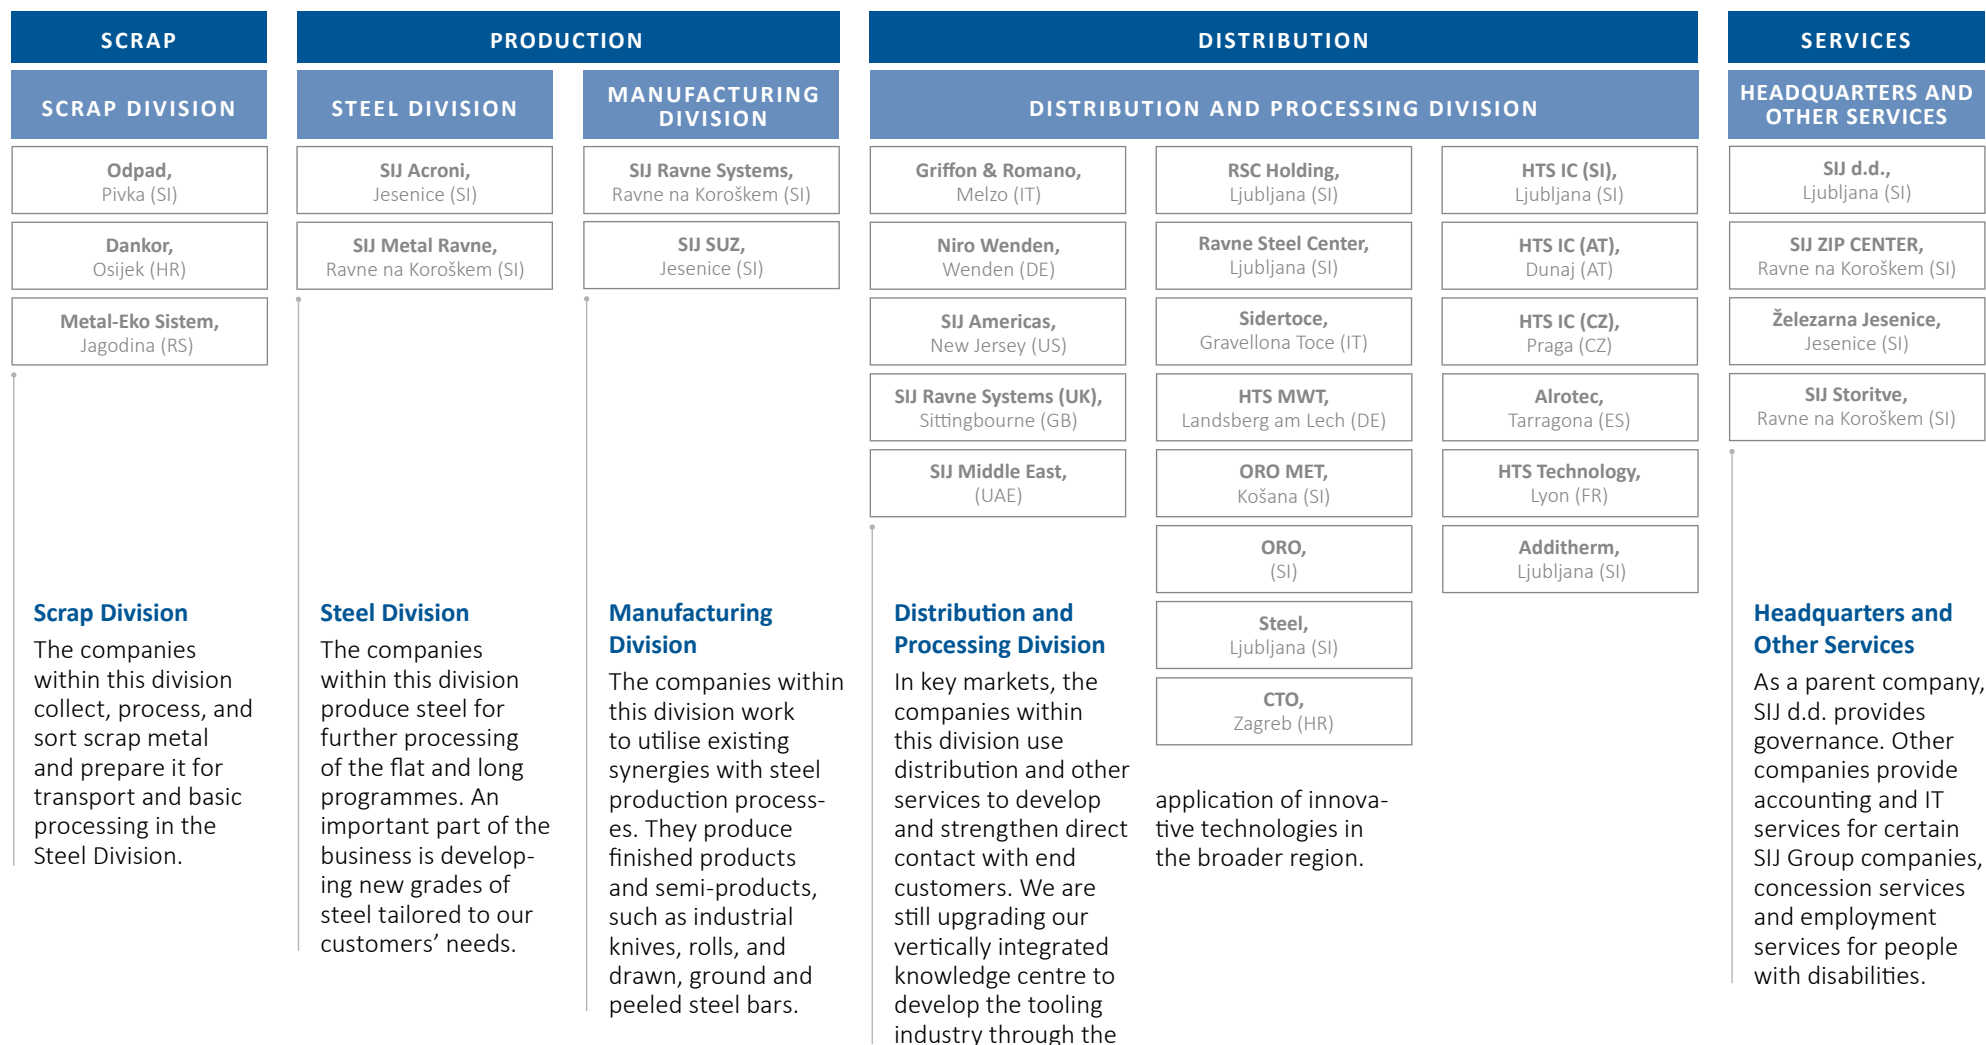 SCRAP
SCRAP DIVISION
Odpad,
Pivka (SI)
Dankor,
Osijek (HR)
Metal-Eko Sistem,
Jagodina (RS)
Scrap Division
The companies
within this division
collect, process, and
sort scrap metal
and prepare it for
transport and basic
processing in the
Steel Division.
PRODUCTION
STEEL DIVISION
SIJ Acroni,
Jesenice (SI)
SIJ Metal Ravne,
Ravne na Koroškem (SI)
Steel Division
The companies
within this division
produce steel for
further processing
of the flat and long
programmes. An
important part of the
business is develop-
ing new grades of
steel tailored to our
customers’ needs.
MANUFACTURING
DIVISION
SIJ Ravne Systems,
Ravne na Koroškem (SI)
SIJ SUZ,
Jesenice (SI)
Manufacturing
Division
The companies within
this division work
to utilise existing
synergies with steel
production process-
es. They produce
finished products
and semi-products,
such as industrial
knives, rolls, and
drawn, ground and
peeled steel bars.
DISTRIBUTION
DISTRIBUTION AND PROCESSING DIVISION
Griffon & Romano,
Melzo (IT)
Niro Wenden,
Wenden (DE)
SIJ Americas,
New Jersey (US)
SIJ Ravne Systems (UK),
Sittingbourne (GB)
SIJ Middle East,
(UAE)
RSC Holding,
Ljubljana (SI)
Ravne Steel Center,
Ljubljana (SI)
Sidertoce,
Gravellona Toce (IT)
HTS MWT,
Landsberg am Lech (DE)
ORO MET,
Košana (SI)
ORO,
(SI)
Steel,
Ljubljana (SI)
CTO,
Zagreb (HR)
HTS IC (SI),
Ljubljana (SI)
HTS IC (AT),
Dunaj (AT)
HTS IC (CZ),
Praga (CZ)
Alrotec,
Tarragona (ES)
HTS Technology,
Lyon (FR)
Additherm,
Ljubljana (SI)
Distribution and
Processing Division
In key markets, the
companies within
this division use
distribution and other
services to develop
and strengthen direct
contact with end
customers. We are
still upgrading our
vertically integrated
knowledge centre to
develop the tooling
industry through the
application of innova-
tive technologies in
the broader region.
SERVICES
HEADQUARTERS AND
OTHER SERVICES
SIJ d.d.,
Ljubljana (SI)
SIJ ZIP CENTER,
Ravne na Koroškem (SI)
Železarna Jesenice,
Jesenice (SI)
SIJ Storitve,
Ravne na Koroškem (SI)
Headquarters and
Other Services
As a parent company,
SIJ d.d. provides
governance. Other
companies provide
accounting and IT
services for certain
SIJ Group companies,
concession services
and employment
services for people
with disabilities.